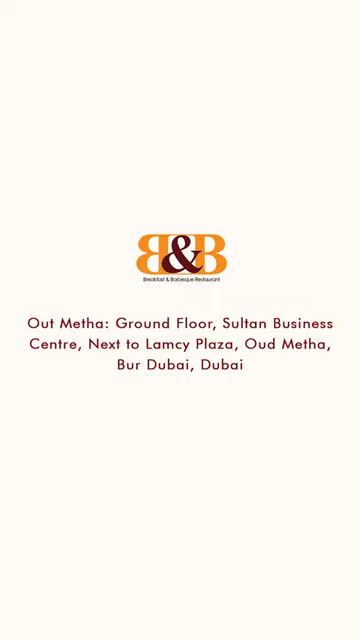 B&B
Breakfast & Barbeque Restaurant
Out Metha: Ground Floor, Sultan Business
Centre, Next to Lamcy Plaza, Oud Metha,
Bur Dubai, Dubai